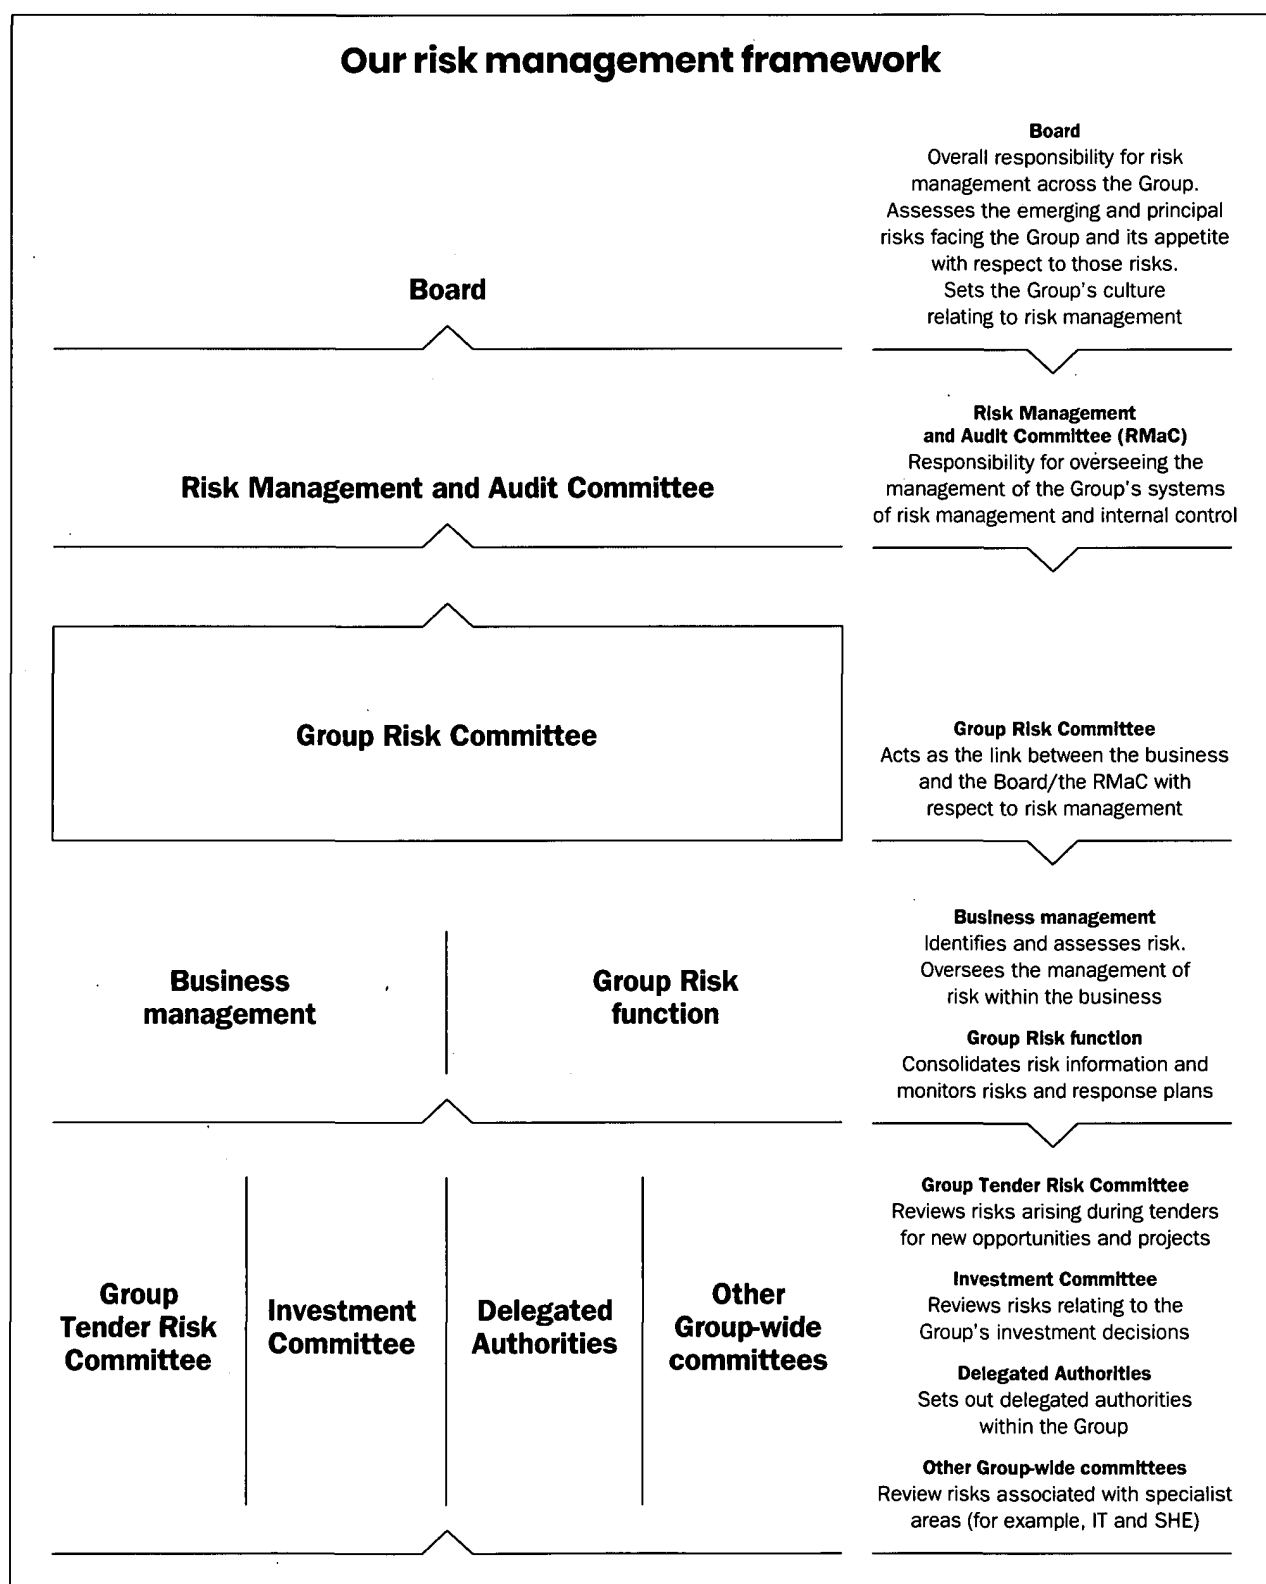 Our risk management framework
Board
Overall responsibility for risk
management across the Group.
Assesses the emerging and principal
risks facing the Group and its appetite
with respect to those risks.
Sets the Group's culture
relating to risk management
Board
Risk Management
and Audit Committee (RMaC)
Responsibility for overseeing the
management of the Group's systems
of risk management and internal control
Risk Management and Audit Committee
Group Risk Committee
Group Risk Committee
Acts as the link between the business
and the Board/the RMaC with
respect to risk management
Business
management
Group Risk
function
Business management
Identifies and assesses risk.
Oversees the management of
risk within the business
Group Risk function
Consolidates risk information and
monitors risks and response plans
Group
Tender Risk
Committee
Investment
Committee
Delegated
Authorities
Other
Group-wide
committees
Group Tender Risk Committee
Reviews risks arising during tenders
for new opportunities and projects
Investment Committee
Reviews risks relating to the
Group's investment decisions
Delegated Authorities
Sets out delegated authorities
within the Group
Other Group-wide committees
Review risks associated with specialist
areas (for example, IT and SHE)